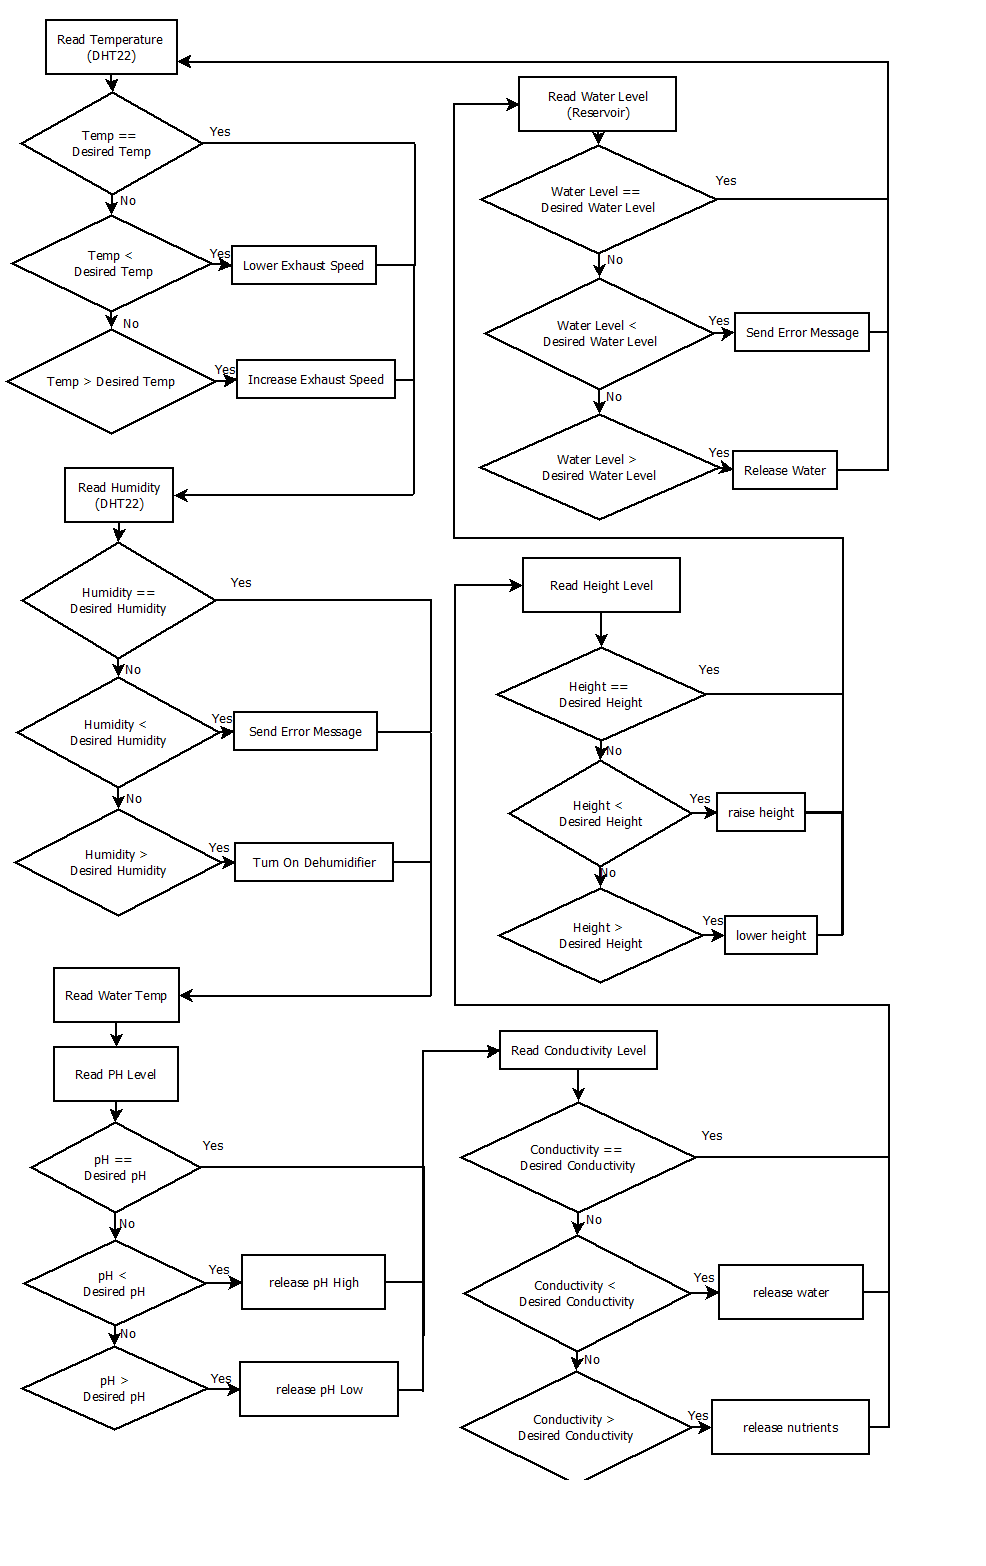 Read Temperature
(DHT22)
Temp ==
Desired Temp
Yes
No
Temp <
Desired Temp
Yes
Lower Exhaust Speed
No
Temp > Desired Temp
Yes
Increase Exhaust Speed
Read Humidity
(DHT22)
Humidity ==
Desired Humidity
Yes
No
Humidity <
Desired Humidity
Yes
Send Error Message
No
Humidity >
Desired Humidity
Yes
Turn On Dehumidifier
Read Water Temp
Read PH Level
pH ==
Desired pH
Yes
No
pH <
Desired pH
Yes
release pH High
No
pH >
Desired pH
Yes
release pH Low
Read Conductivity Level
Conductivity ==
Desired Conductivity
Yes
No
Conductivity <
Desired Conductivity
Yes
release water
No
Conductivity >
Desired Conductivity
Yes
release nutrients
Read Height Level
Height ==
Desired Height
Yes
No
Height <
Desired Height
Yes
raise height
No
Height >
Desired Height
Yes
lower height
Read Water Level
(Reservoir)
Water Level ==
Desired Water Level
Yes
No
Water Level <
Desired Water Level
Yes
Send Error Message
No
Water Level >
Desired Water Level
Yes
Release Water